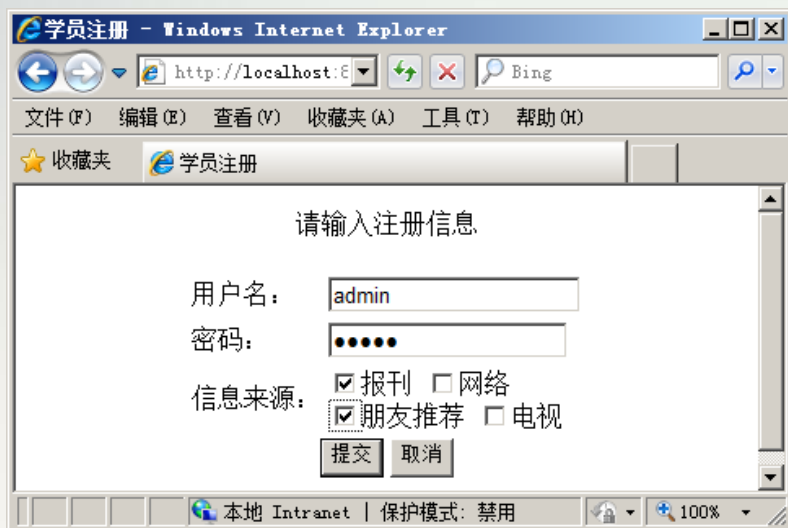 学员注册 - Windows Internet Explorer
http://localhost:8 Bing
文件(F) 编辑(E) 查看(V) 收藏夹(A) 工具(T) 帮助(H)
收藏夹 学员注册
请输入注册信息
用户名： admin
密码： ●●●●●
信息来源： 报刊 网络
朋友推荐 电视
提交 取消
本地 Intranet | 保护模式: 禁用 100%